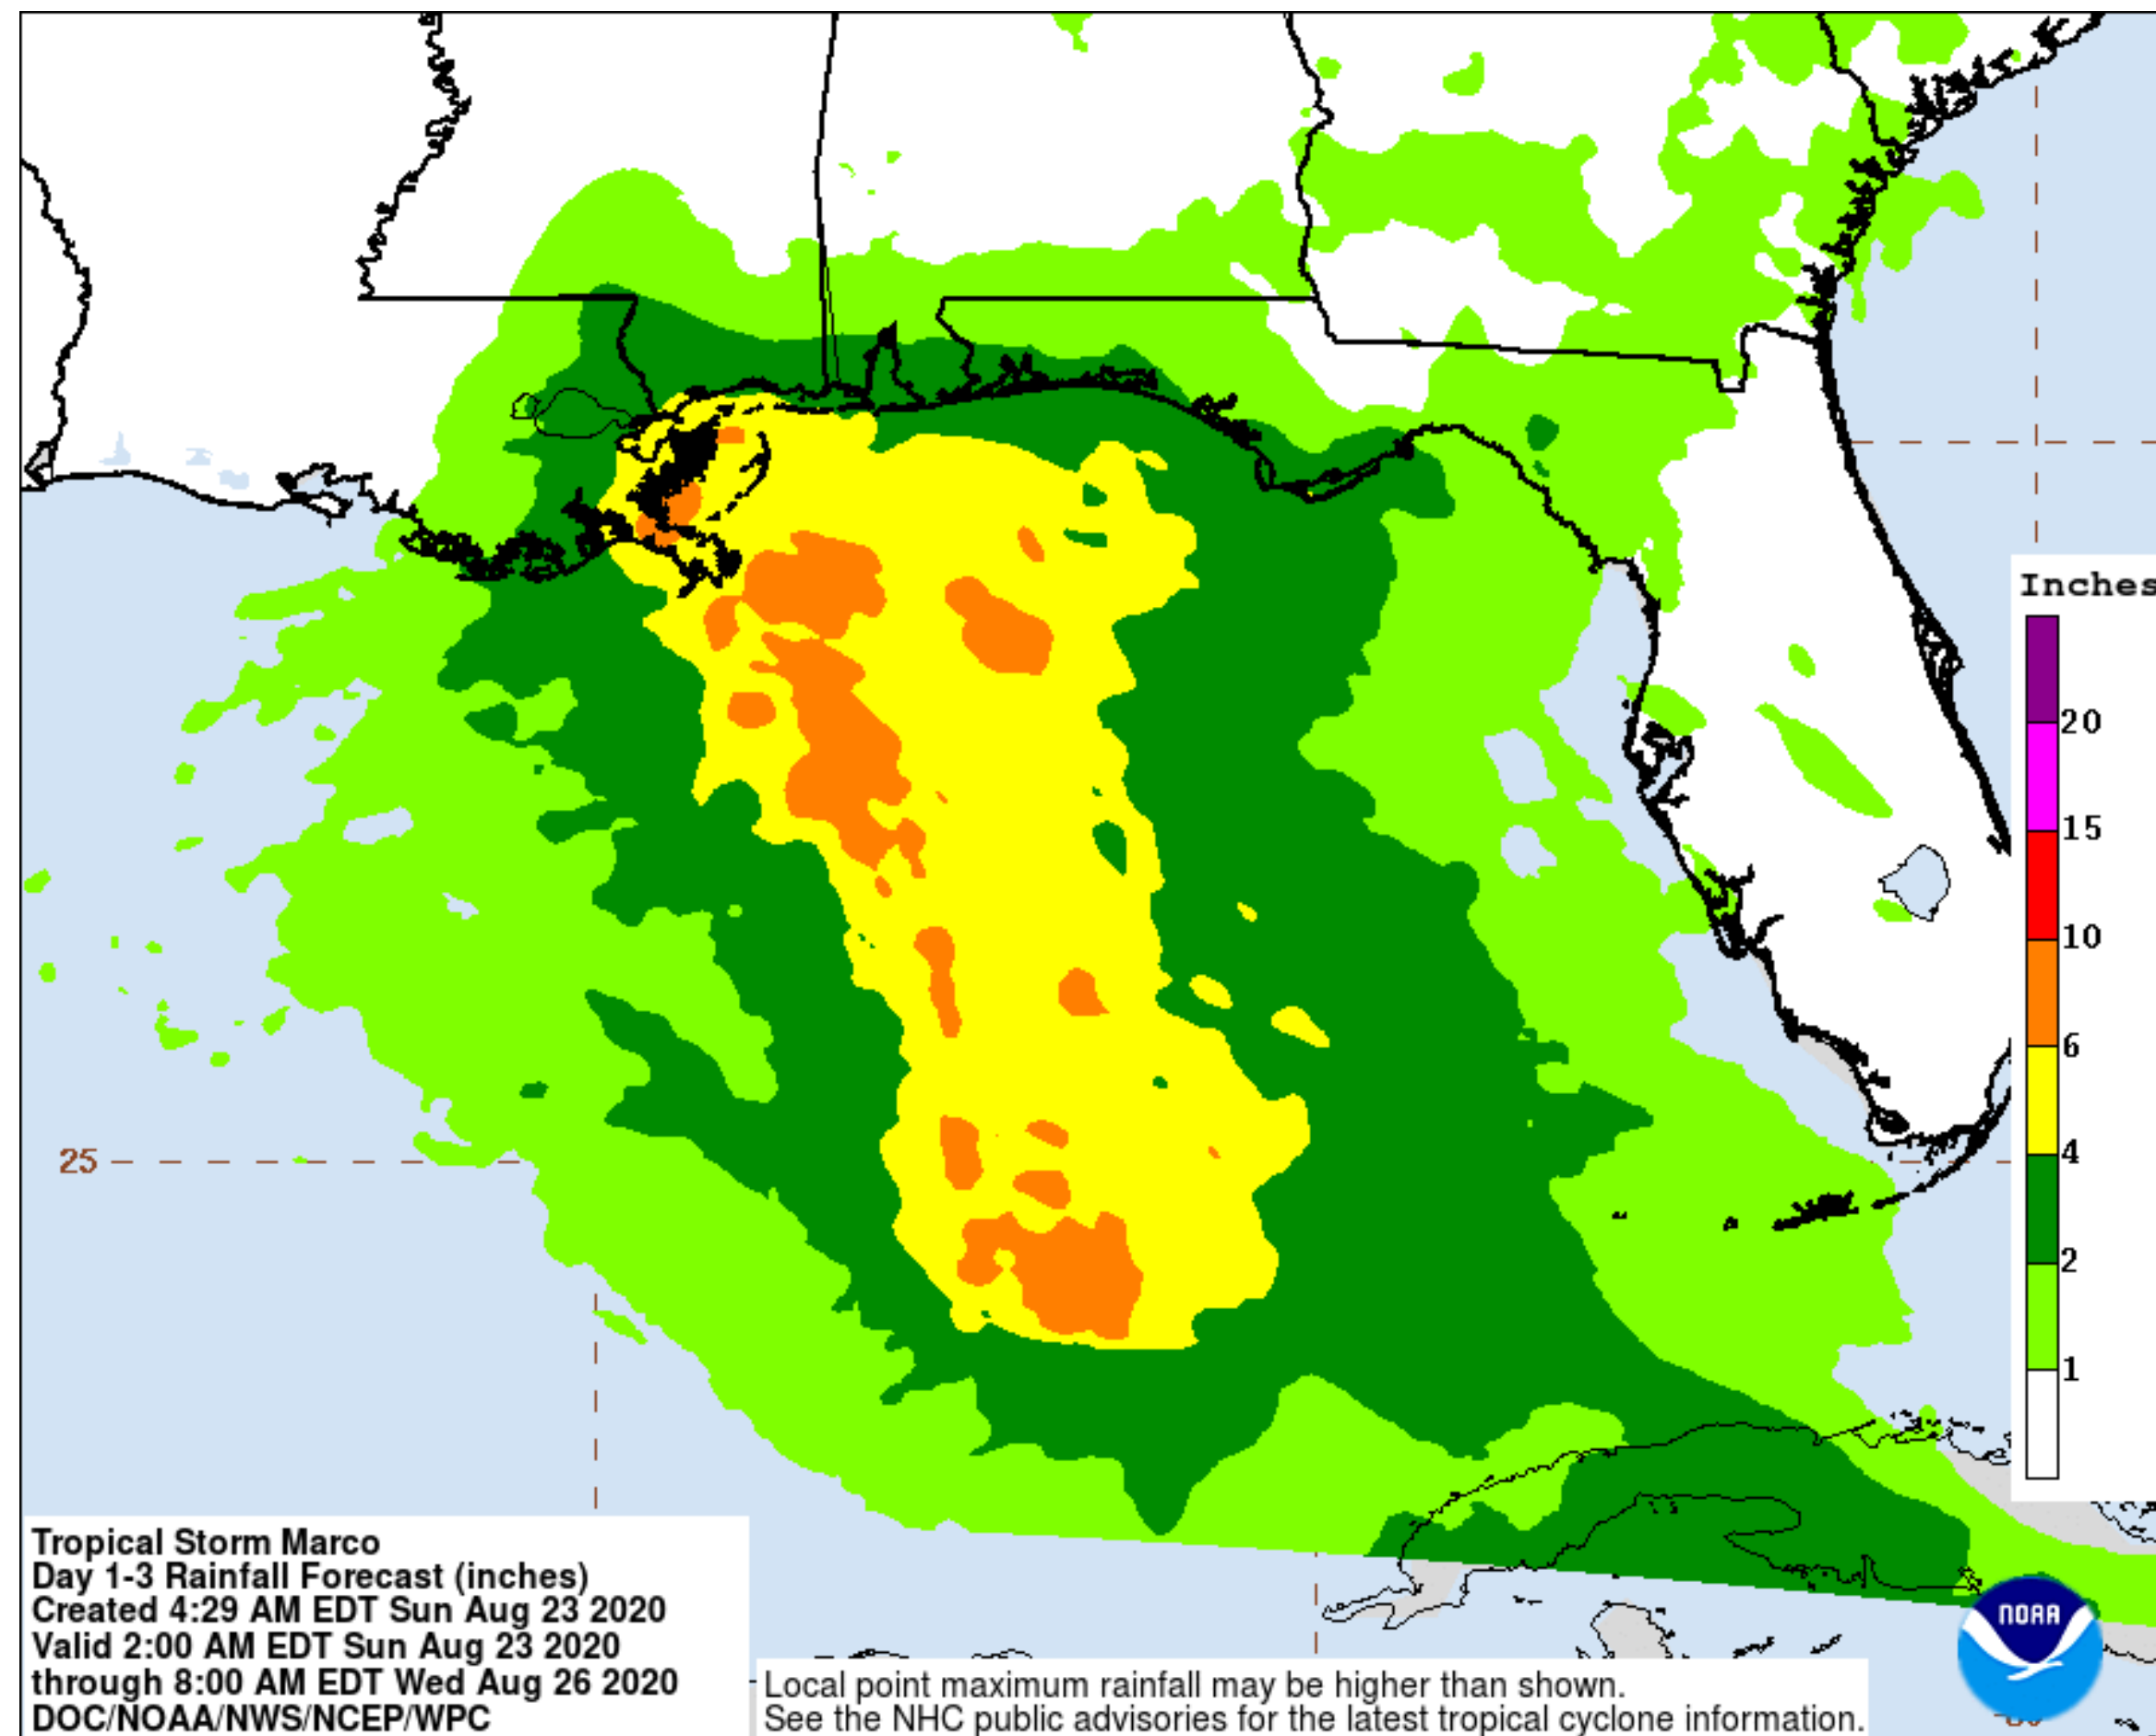 Inches
20
15
10
6
4
2
1
25
Tropical Storm Marco
Day 1-3 Rainfall Forecast (inches)
Created 4:29 AM EDT Sun Aug 23 2020
Valid 2:00 AM EDT Sun Aug 23 2020
through 8:00 AM EDT Wed Aug 26 2020
DOC/NOAA/NWS/NCEP/WPC
Local point maximum rainfall may be higher than shown.
See the NHC public advisories for the latest tropical cyclone information.
NOAA